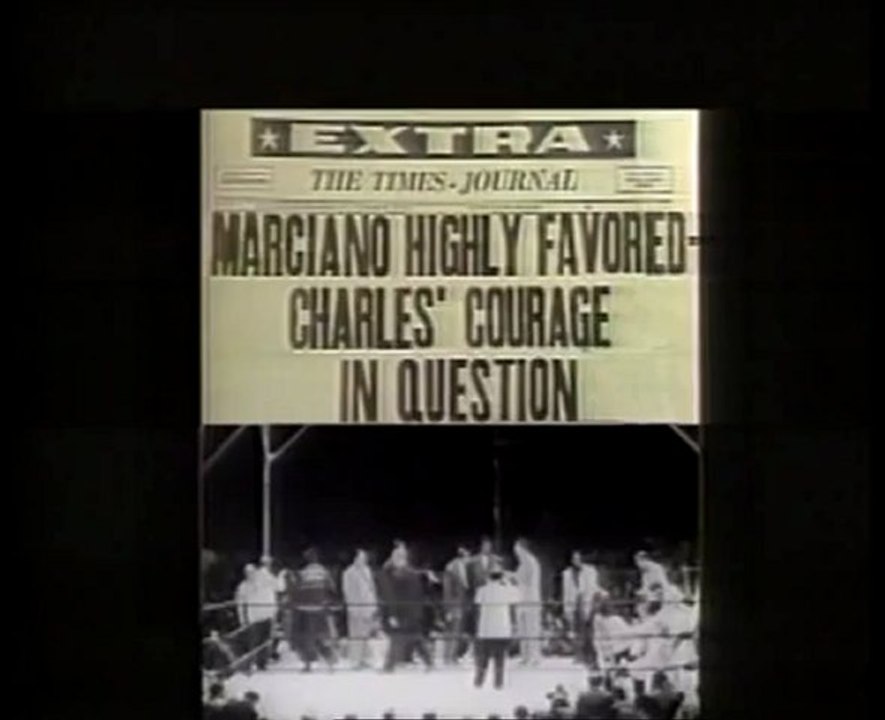 ★ EXTRA ★
THE TIMES-JOURNAL
MARCIANO HIGHLY FAVORED-
CHARLES' COURAGE
IN QUESTION